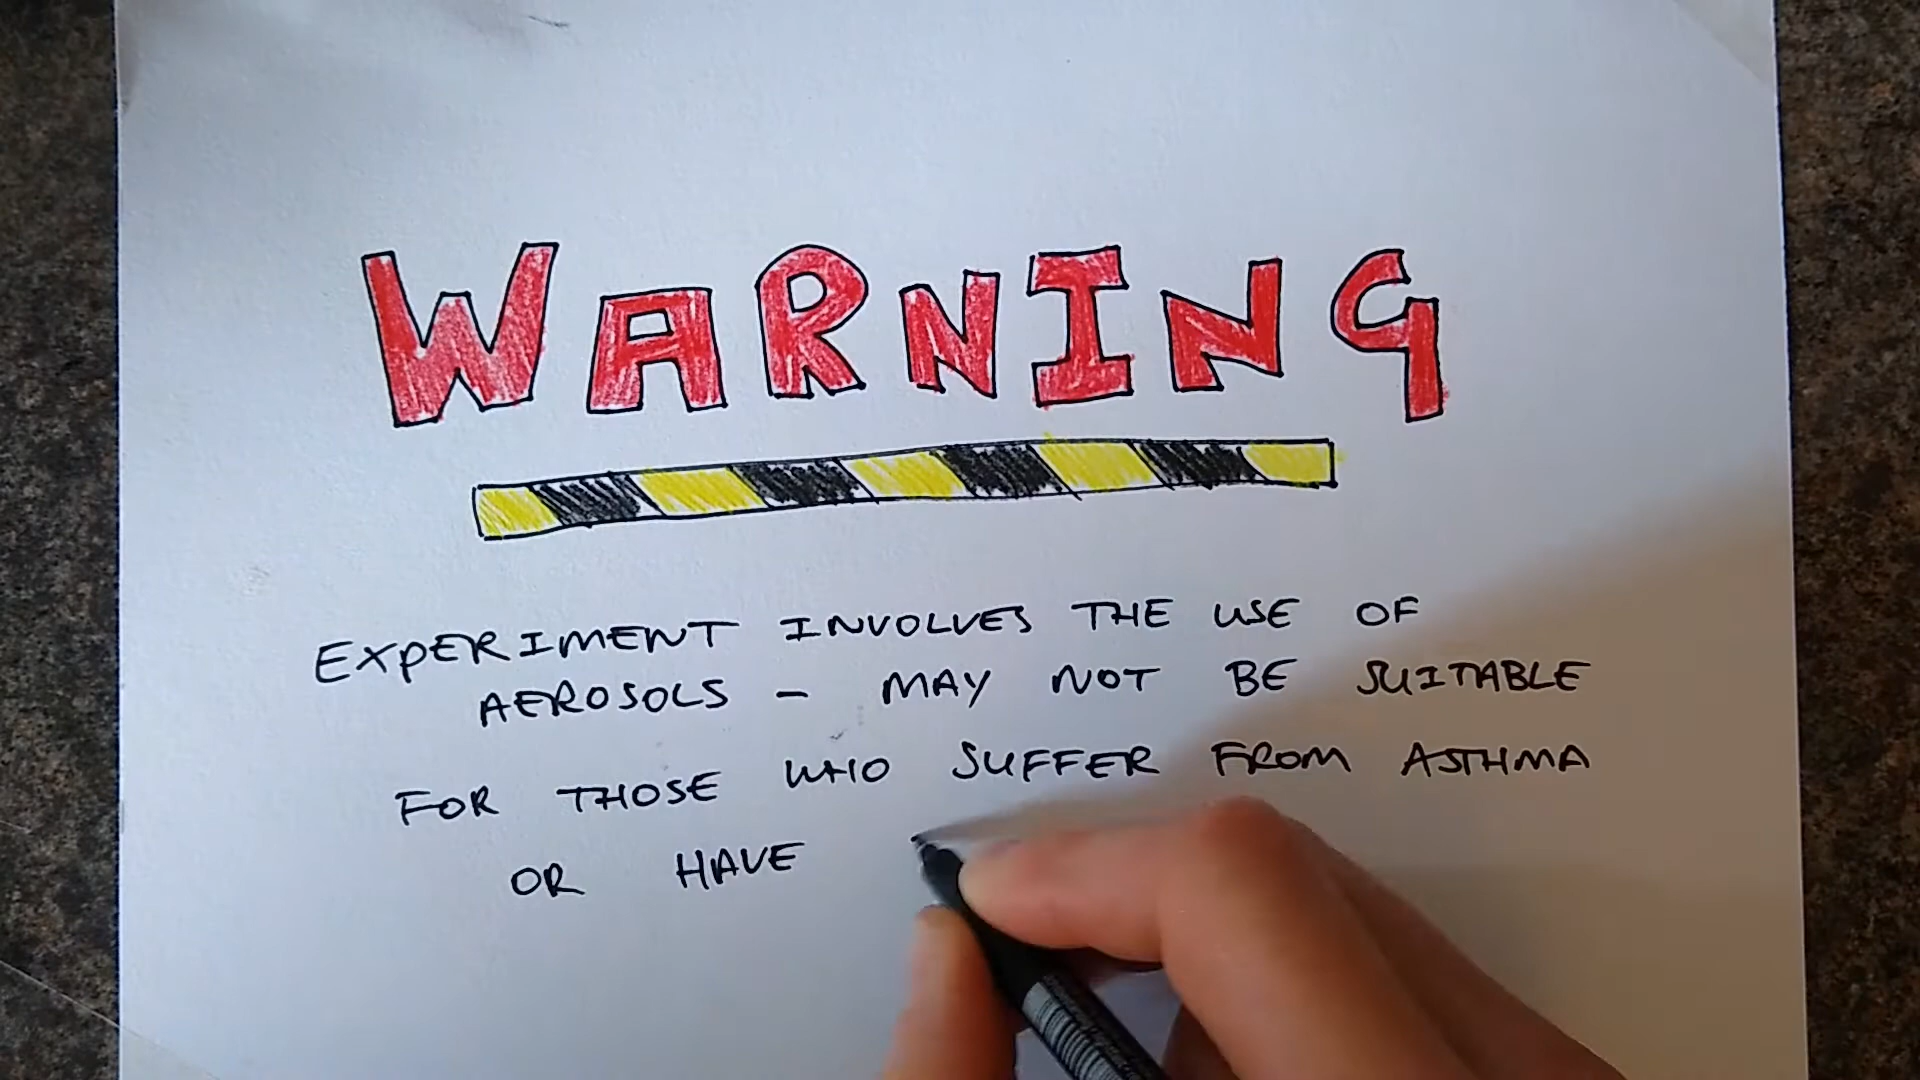 WARNING
EXPERIMENT INVOLVES THE USE OF
AEROSOLS - MAY NOT BE SUITABLE
FOR THOSE WHO SUFFER FROM ASTHMA
OR HAVE